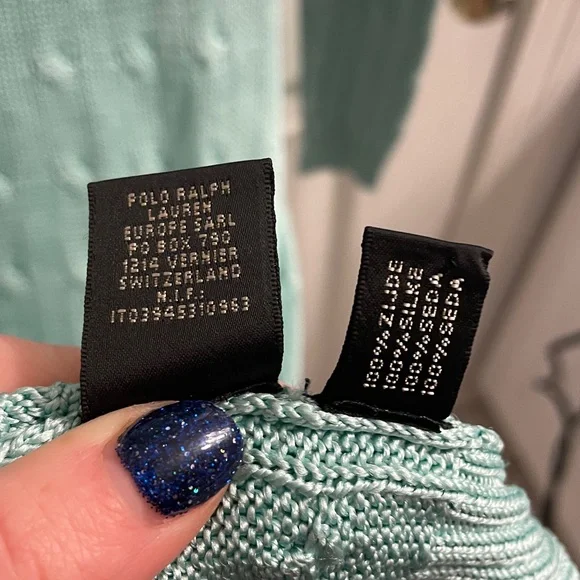 POLO RALPH
LAUREN
EUROPE SARL
PO BOX 790
1214 VERNIER
SWITZERLAND
N.I.F.:
IT03945310963
100% ZIJDE
100% SILKE
100% SEDA
100% SEDA